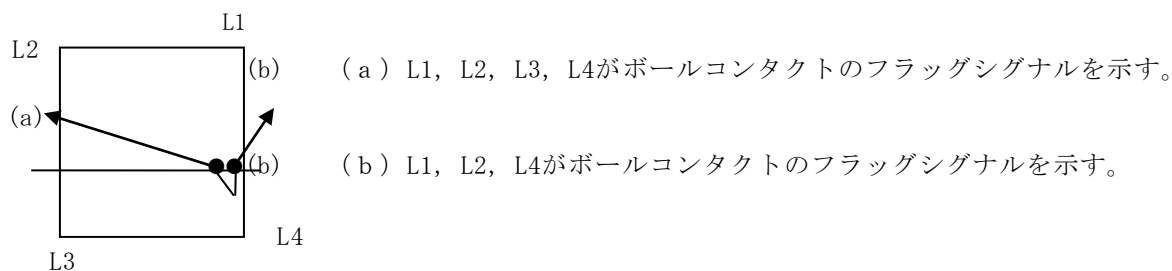 L1
L2
(b) (a) L1, L2, L3, L4がボールコンタクトのフラッグシグナルを示す。
(a)
(b) (b) L1, L2, L4がボールコンタクトのフラッグシグナルを示す。
L4
L3